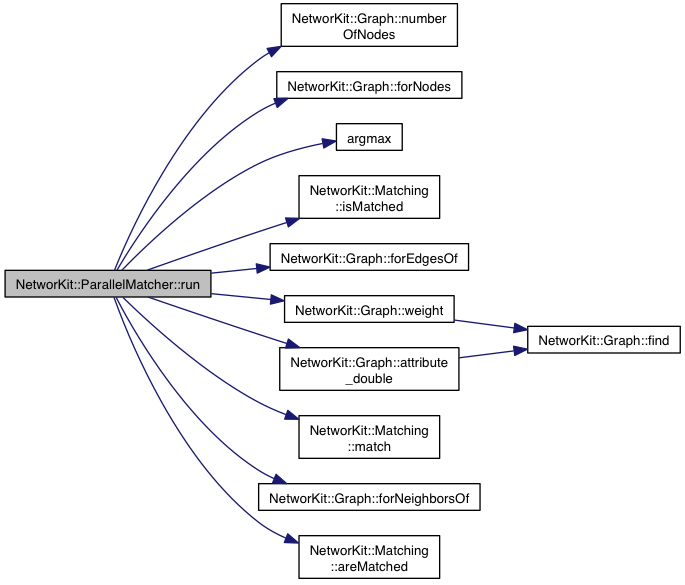 NetworKit::Graph::number
OfNodes
NetworKit::Graph::forNodes
argmax
NetworKit::Matching
::isMatched
NetworKit::Graph::forEdgesOf
NetworKit::ParallelMatcher::run
NetworKit::Graph::weight
NetworKit::Graph::find
NetworKit::Graph::attribute
_double
NetworKit::Matching
::match
NetworKit::Graph::forNeighborsOf
NetworKit::Matching
::areMatched